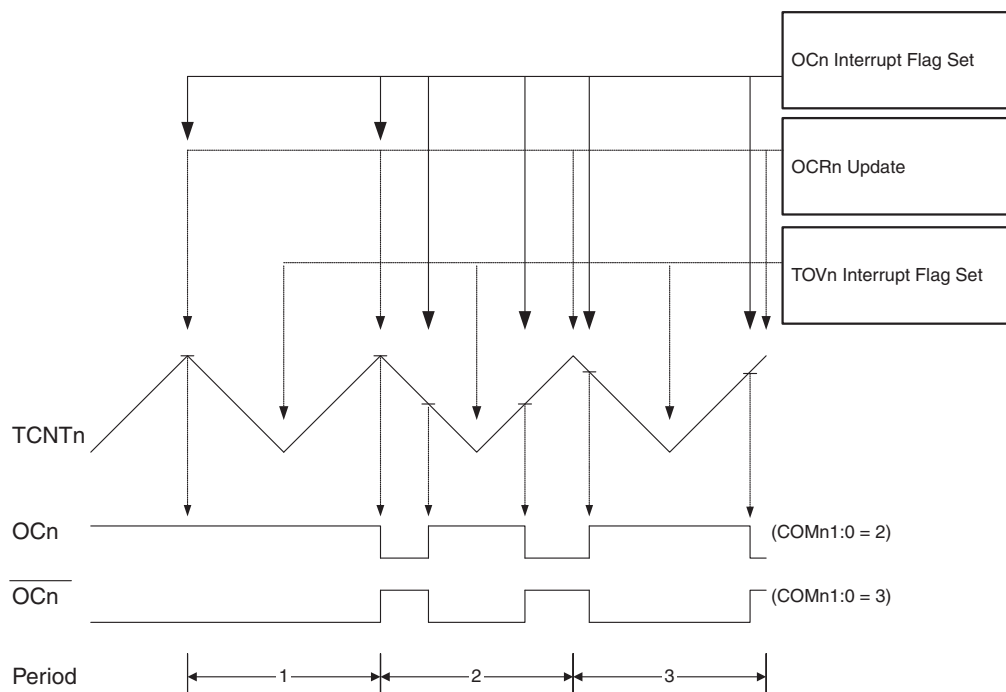 OCn Interrupt Flag Set
OCRn Update
TOVn Interrupt Flag Set
TCNTn
OCn
(COMn1:0 = 2)
OCn
(COMn1:0 = 3)
Period
1
2
3